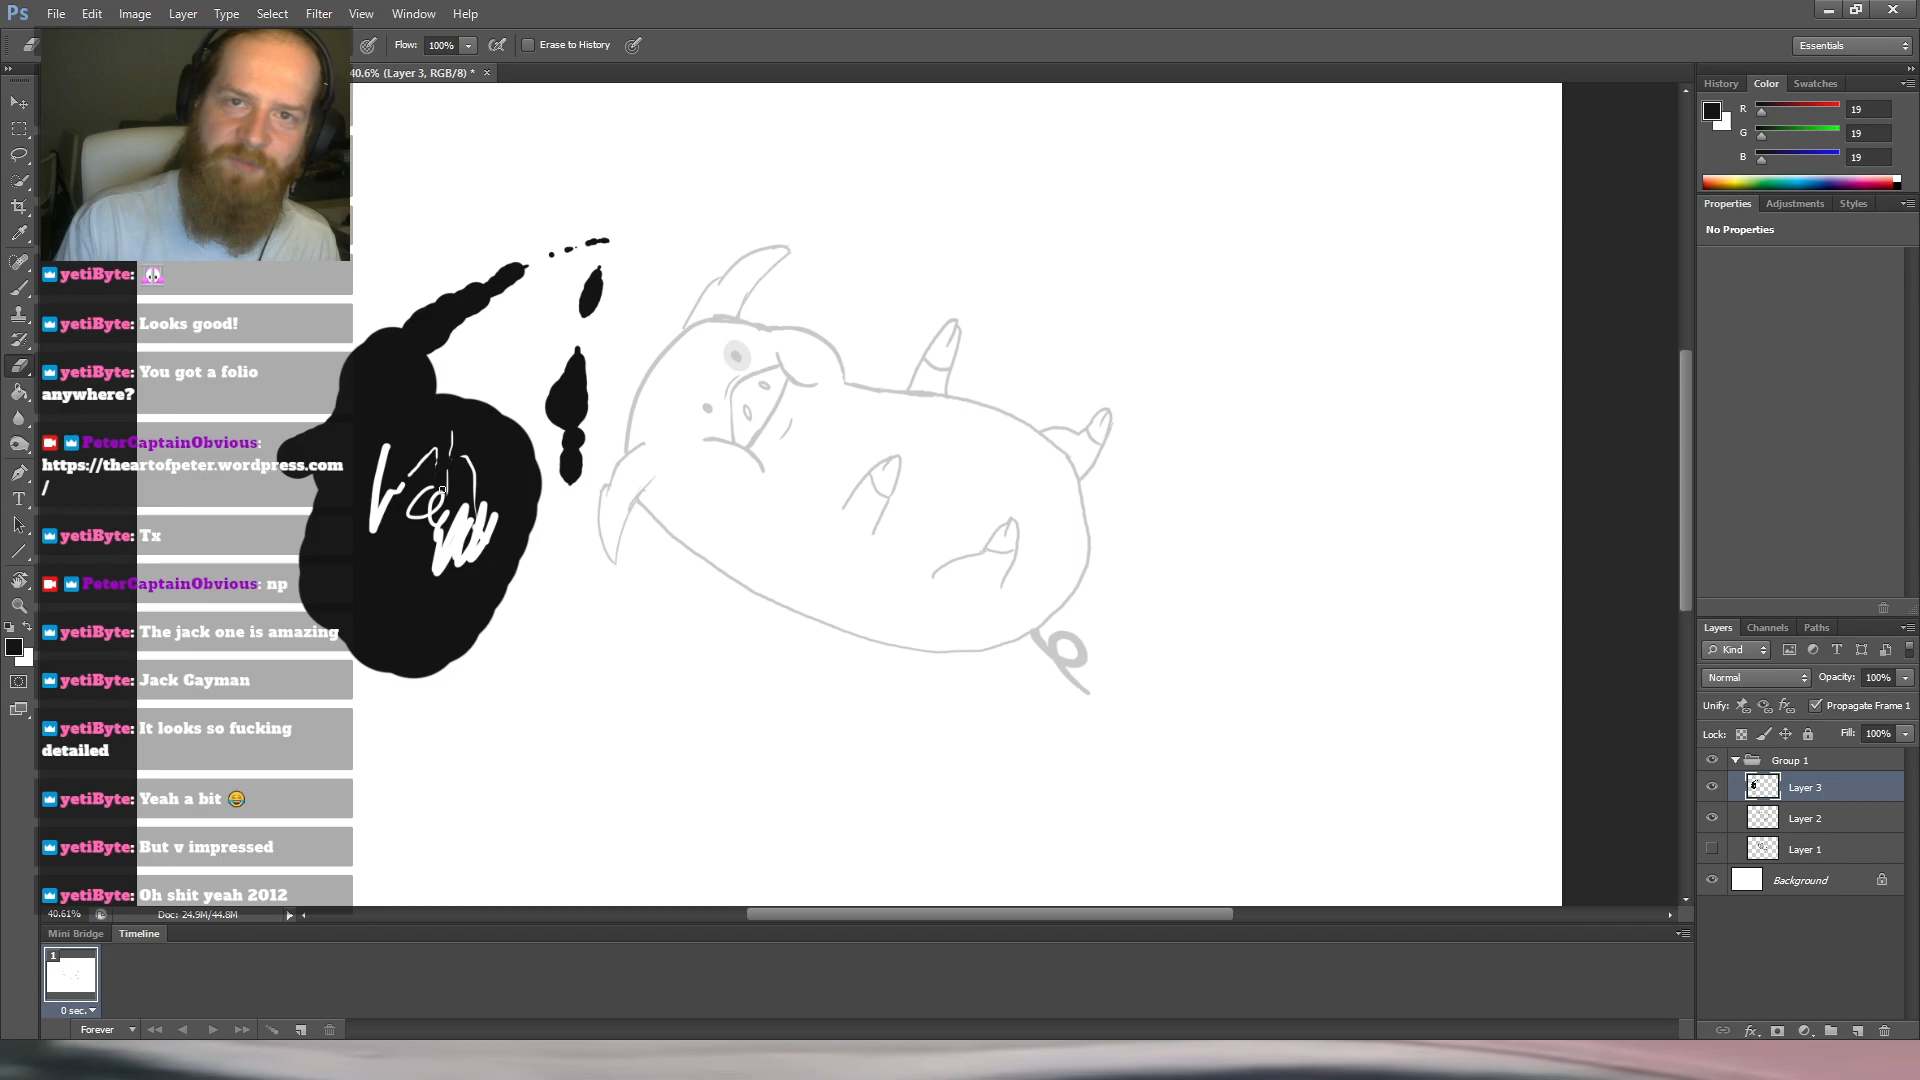 Ps File Edit Image Layer Type Select Filter View Window Help
Flow: 100% Erase to History Essentials
40.6% (Layer 3, RGB/8) * ×
History Color Swatches
R 19
G 19
B 19
Properties Adjustments Styles
No Properties
yetiByte:
yetiByte: Looks good!
yetiByte: You got a folio
anywhere?
PeterCaptainObvious:
https://theartofpeter.wordpress.com
/
yetiByte: Tx
PeterCaptainObvious: np
yetiByte: The jack one is amazing
yetiByte: Jack Cayman
yetiByte: It looks so fucking
detailed
yetiByte: Yeah a bit 😂
yetiByte: But v impressed
yetiByte: Oh shit yeah 2012
Layers Channels Paths
Kind
Normal Opacity: 100%
Unify: Propagate Frame 1
Lock: Fill: 100%
Group 1
Layer 3
Layer 2
Layer 1
Background
40.61% Doc: 24.9M/44.8M
Mini Bridge Timeline
1
0 sec.
Forever